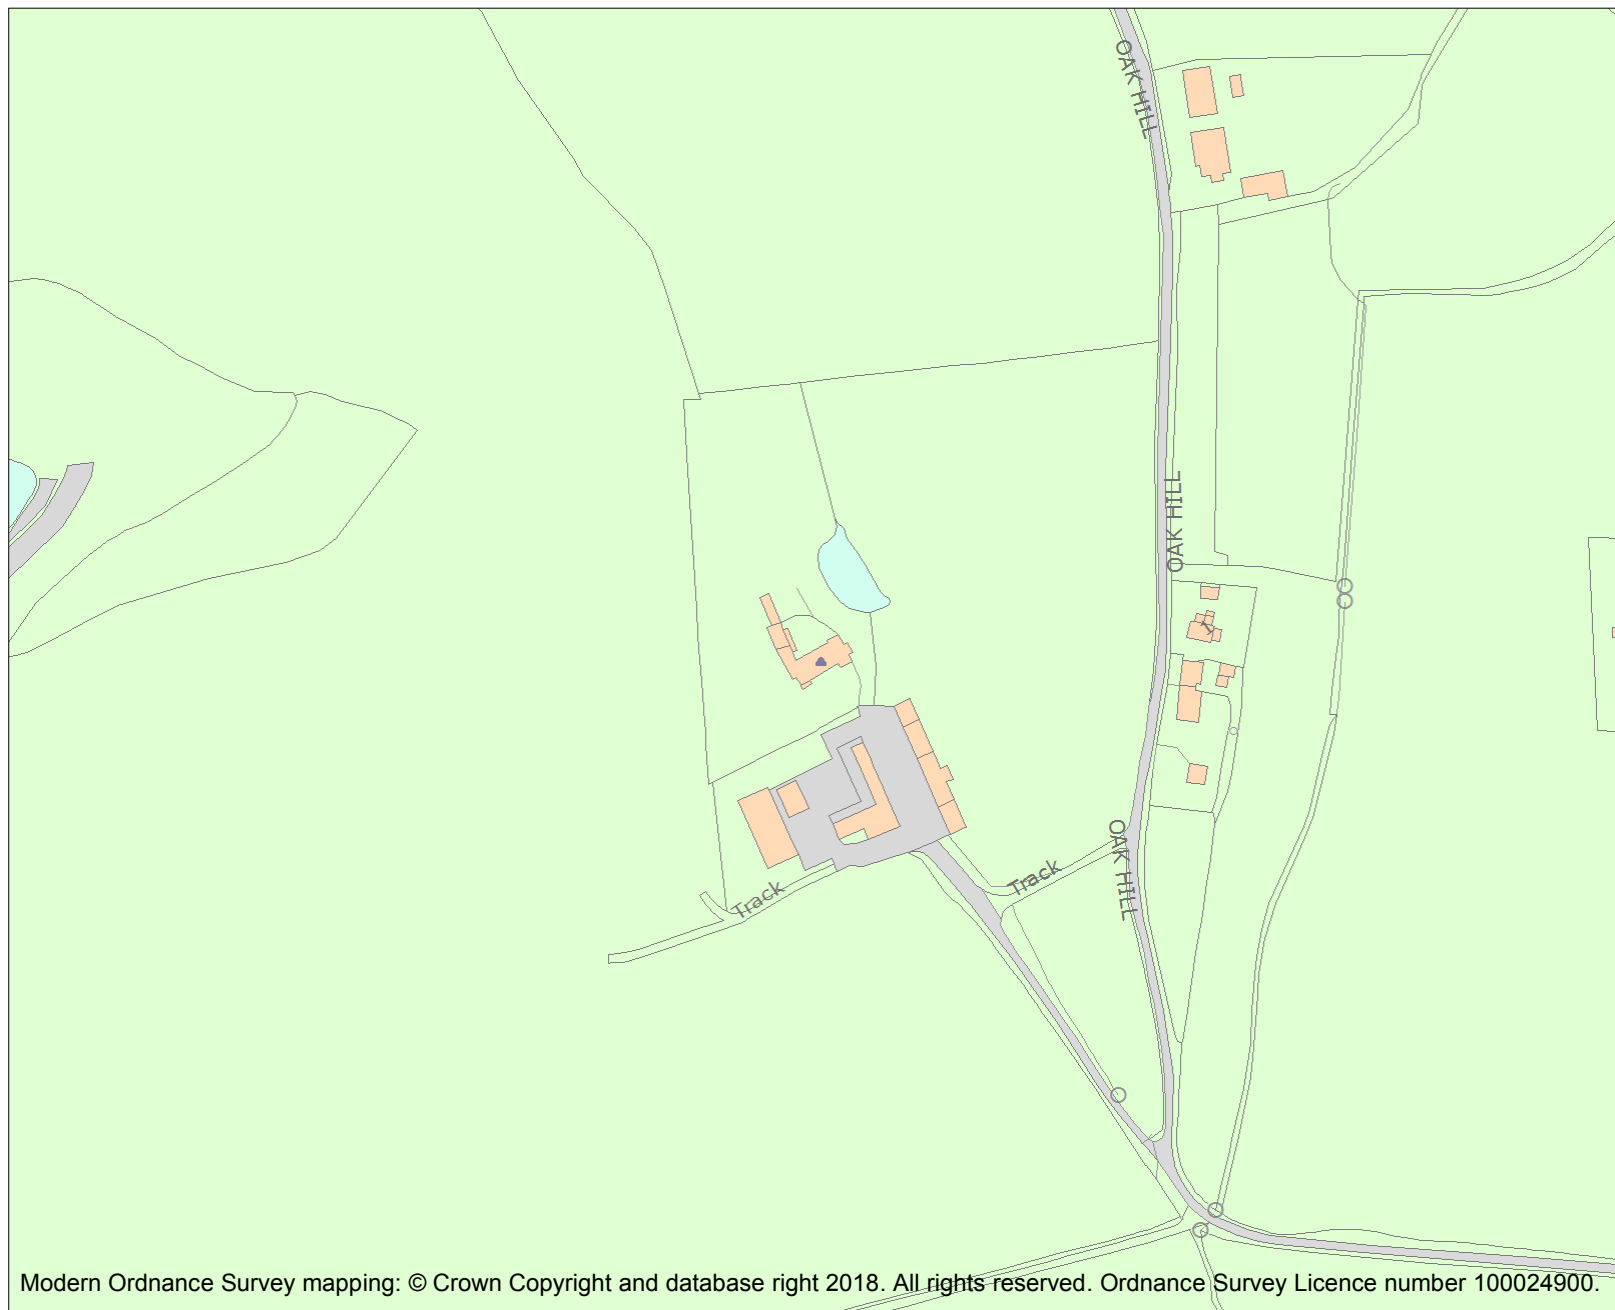 OAK HILL
OAK HILL
1
OAK HILL
Track
Track
Modern Ordnance Survey mapping: © Crown Copyright and database right 2018. All rights reserved. Ordnance Survey Licence number 100024900.